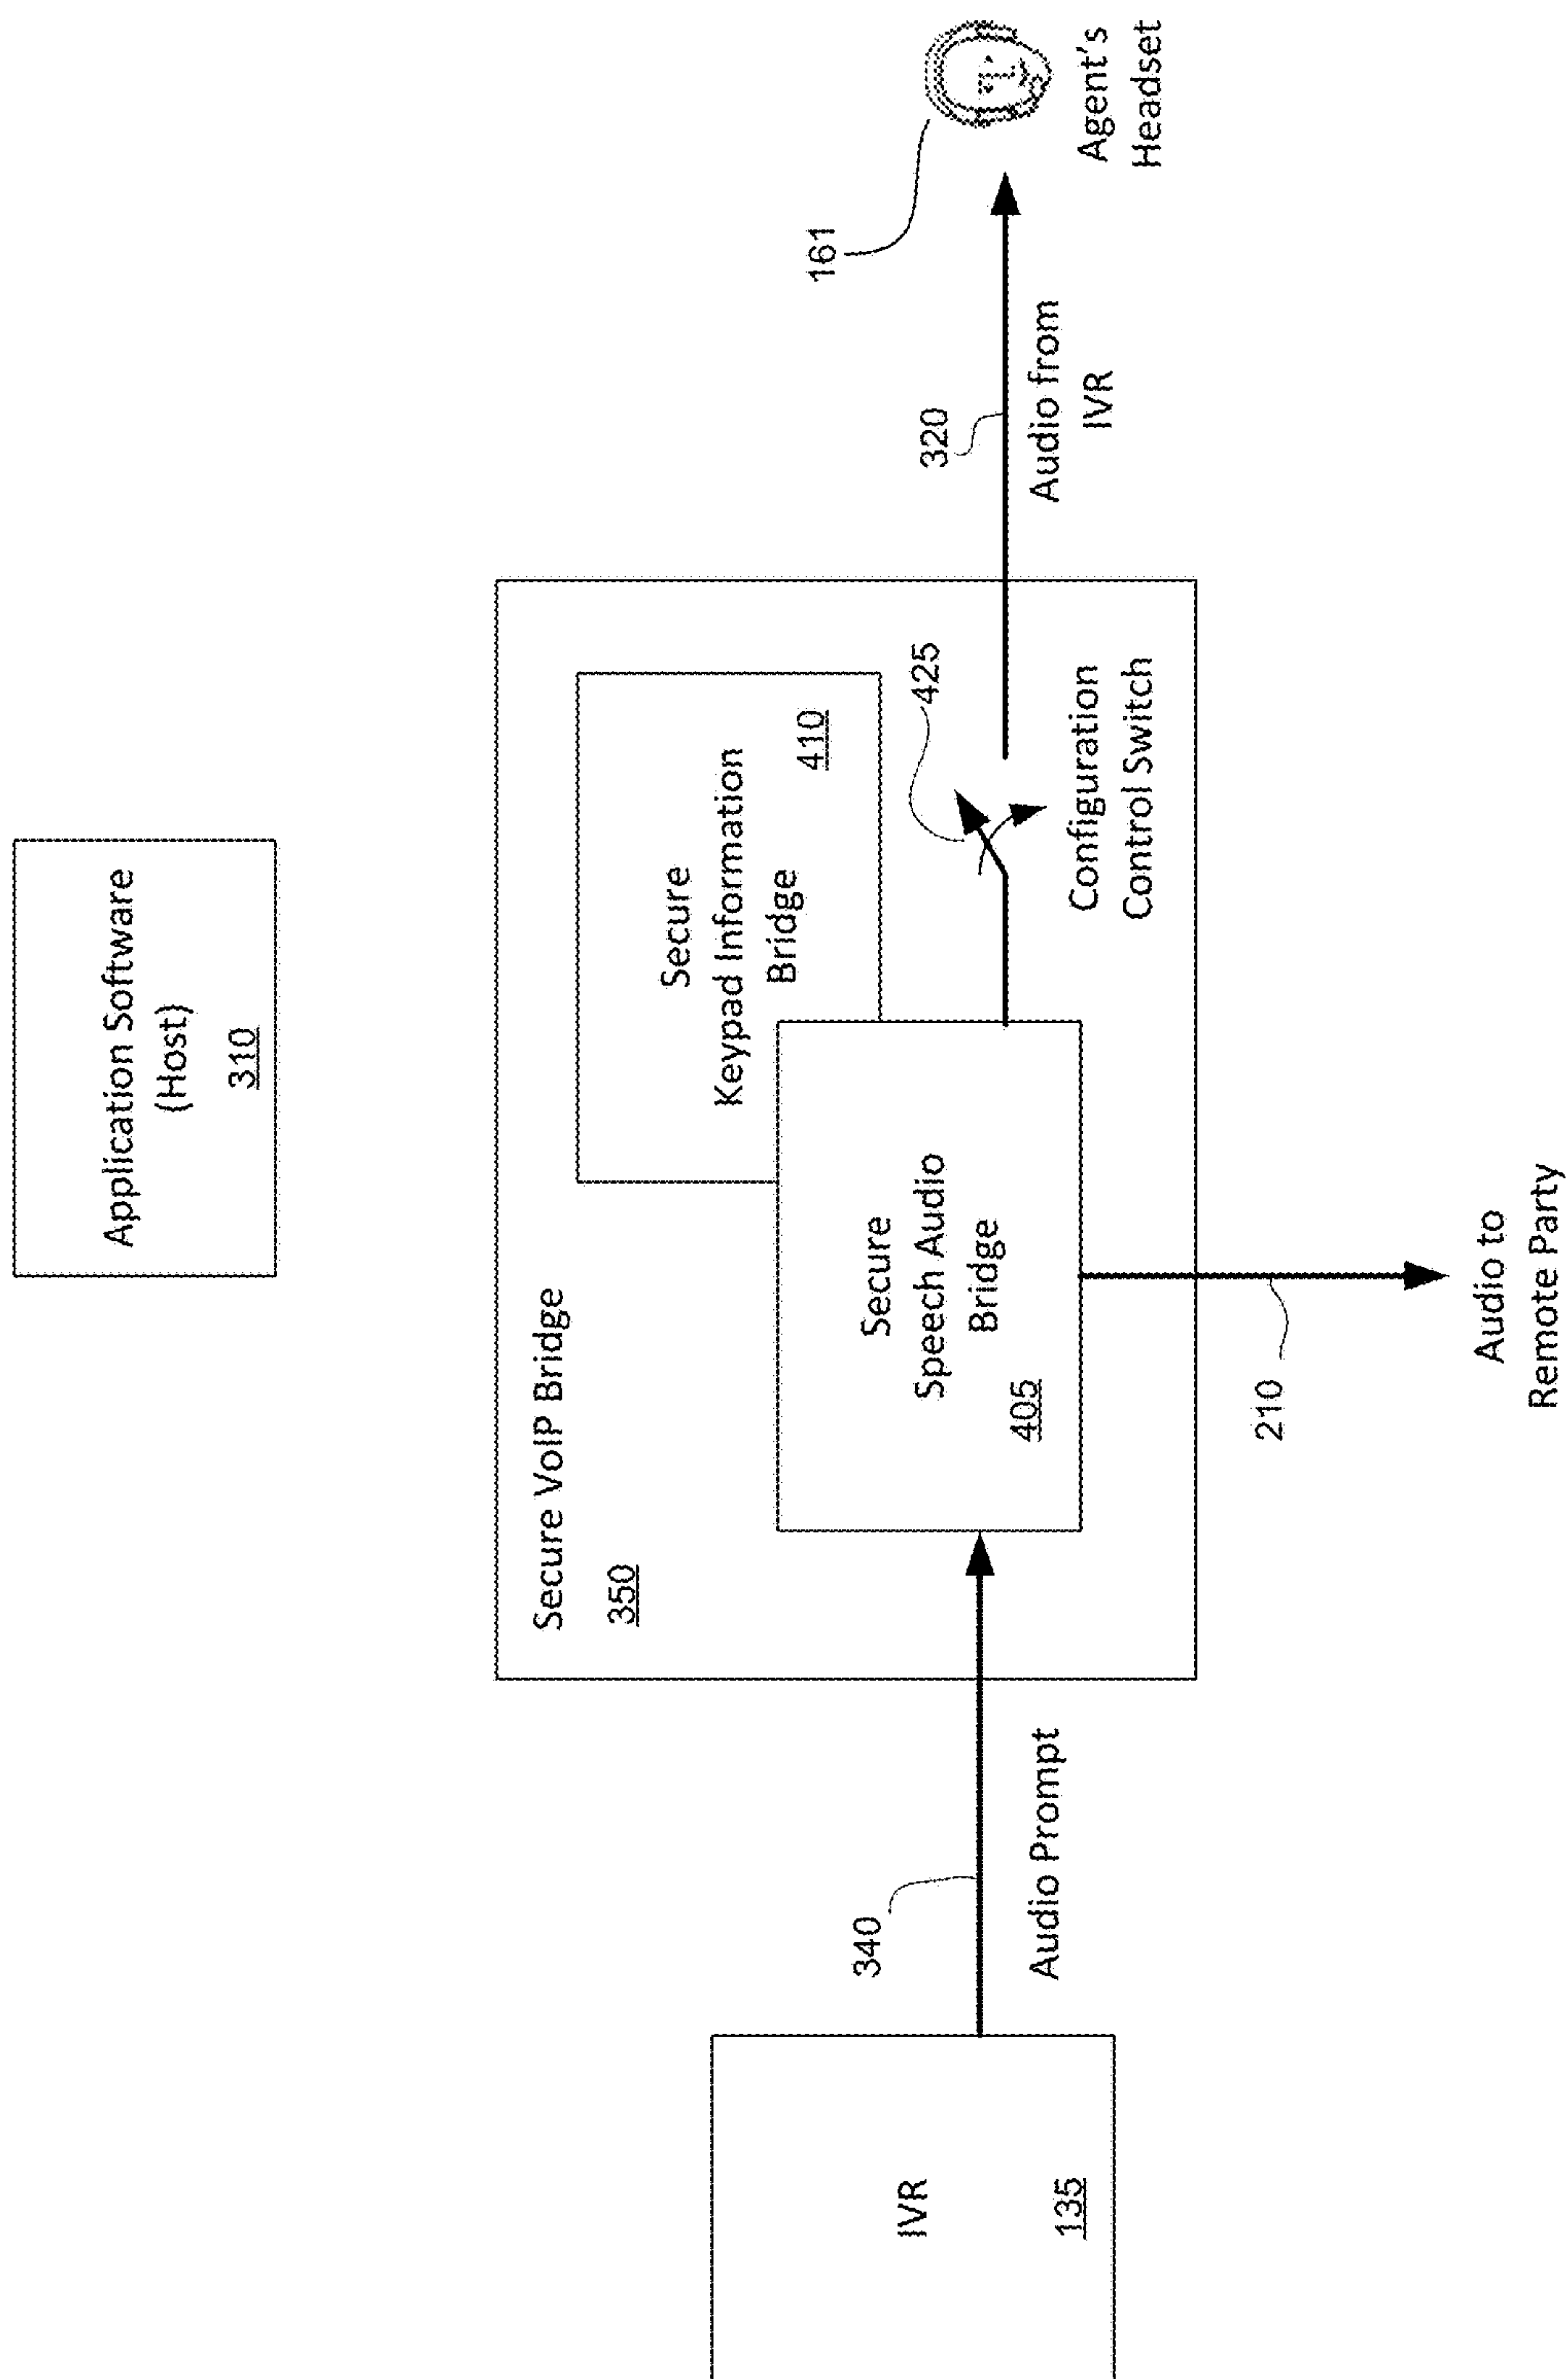 Application Software
(Host)
310
Secure VoIP Bridge
350
Secure
Keypad Information
Bridge
410
Secure
Speech Audio
Bridge
405
425
Configuration
Control Switch
IVR
135
340
Audio Prompt
320
Audio from
IVR
161
Agent's
Headset
210
Audio to
Remote Party